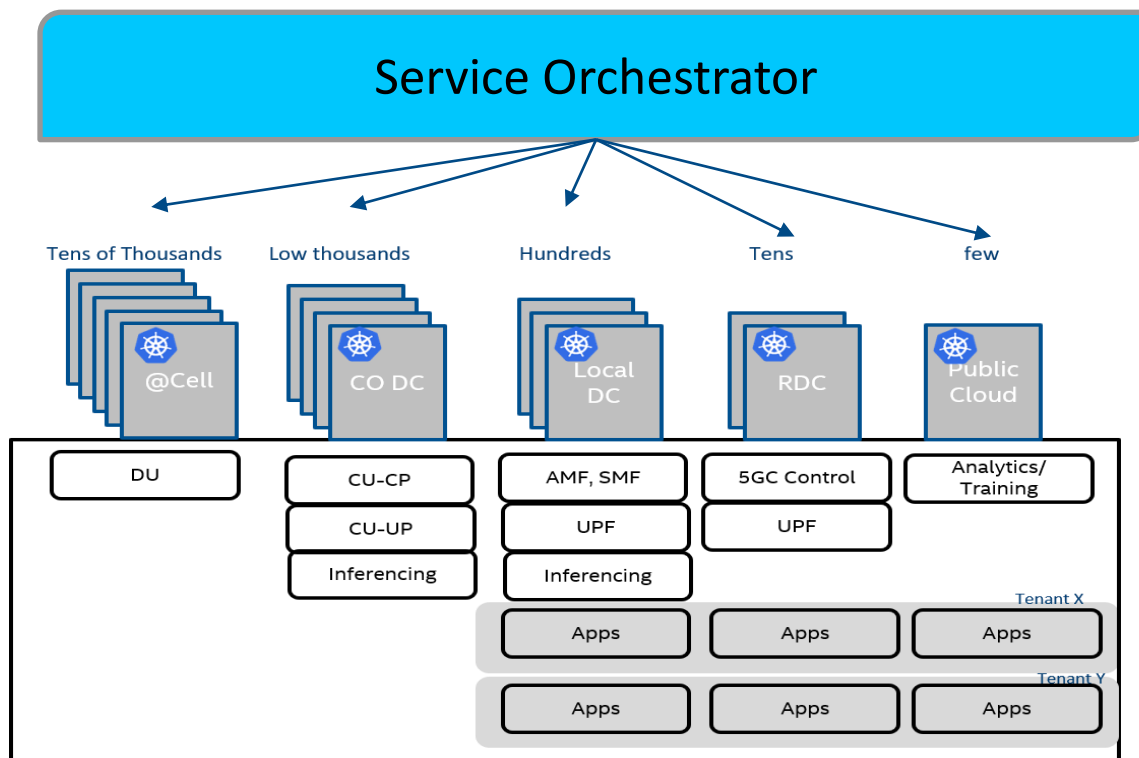 Service Orchestrator
Tens of Thousands
Low thousands
Hundreds
Tens
few
@Cell
CO DC
Local
DC
RDC
Public
Cloud
DU
CU-CP
AMF, SMF
5GC Control
Analytics/
Training
CU-UP
UPF
UPF
Inferencing
Inferencing
Tenant X
Apps
Apps
Apps
Tenant Y
Apps
Apps
Apps